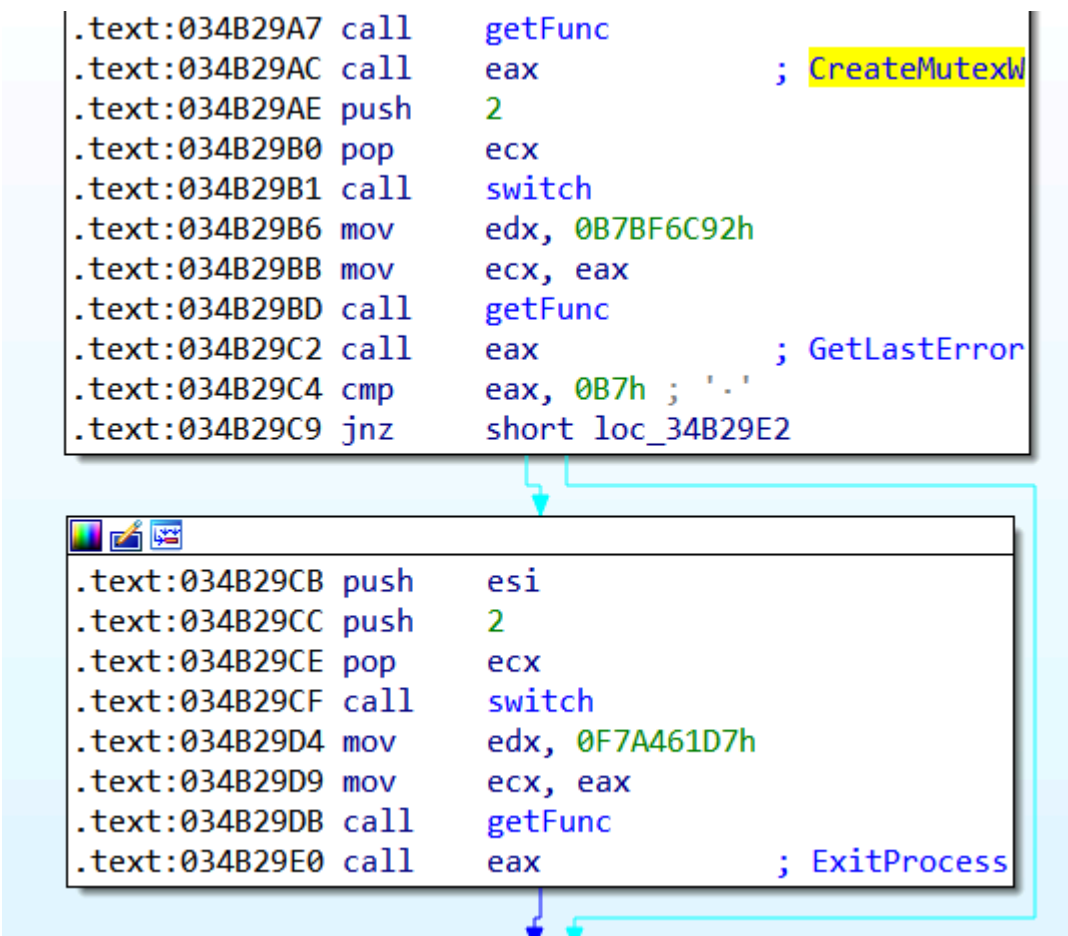 .text:034B29A7 call getFunc
.text:034B29AC call eax ; CreateMutexW
.text:034B29AE push 2
.text:034B29B0 pop ecx
.text:034B29B1 call switch
.text:034B29B6 mov edx, 0B7BF6C92h
.text:034B29BB mov ecx, eax
.text:034B29BD call getFunc
.text:034B29C2 call eax ; GetLastError
.text:034B29C4 cmp eax, 0B7h ; '·'
.text:034B29C9 jnz short loc_34B29E2
.text:034B29CB push esi
.text:034B29CC push 2
.text:034B29CE pop ecx
.text:034B29CF call switch
.text:034B29D4 mov edx, 0F7A461D7h
.text:034B29D9 mov ecx, eax
.text:034B29DB call getFunc
.text:034B29E0 call eax ; ExitProcess